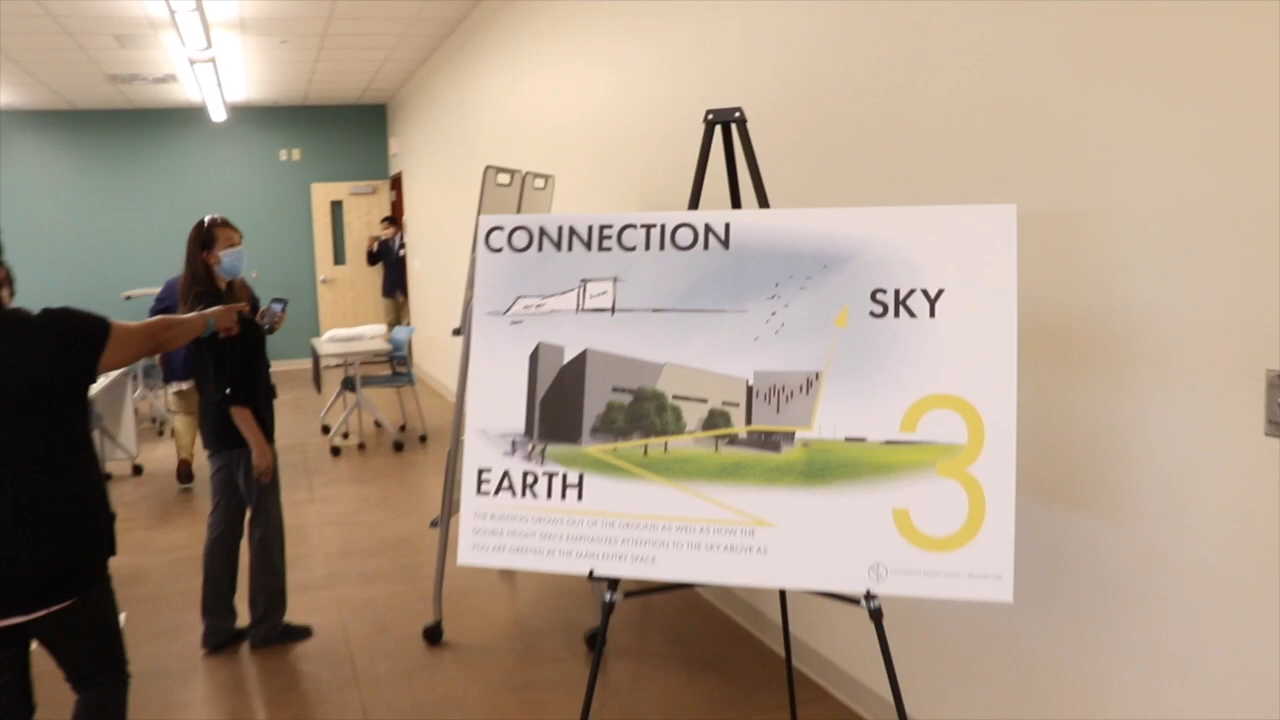 CONNECTION
SKY
3
EARTH
THE BUILDING GROWS OUT OF THE GROUND AS WELL AS HOW THE
DOUBLE HEIGHT SPACE EMPHASIZES ATTENTION TO THE SKY ABOVE AS
YOU ARE GREETED AT THE MAIN ENTRY SPACE.